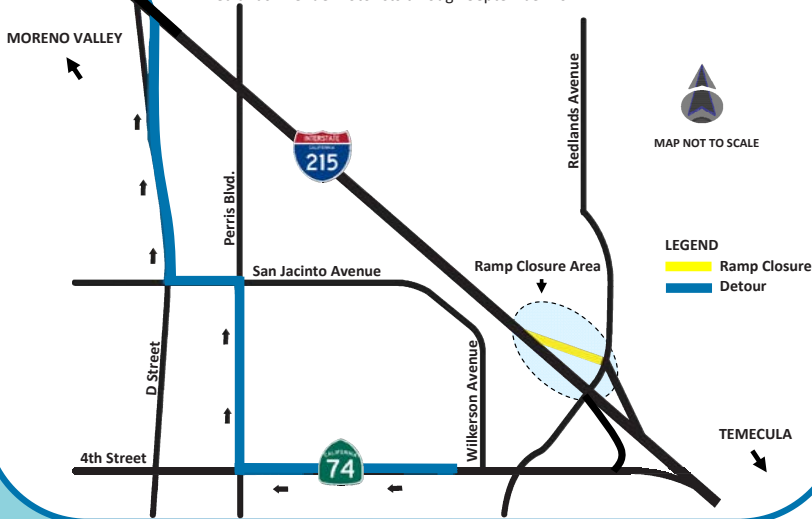 MORENO VALLEY
Redlands Avenue
MAP NOT TO SCALE
INTERSTATE
CALIFORNIA
215
Perris Blvd.
LEGEND
Ramp Closure
Detour
San Jacinto Avenue
Ramp Closure Area
D Street
Wilkerson Avenue
TEMECULA
4th Street
CALIFORNIA
74